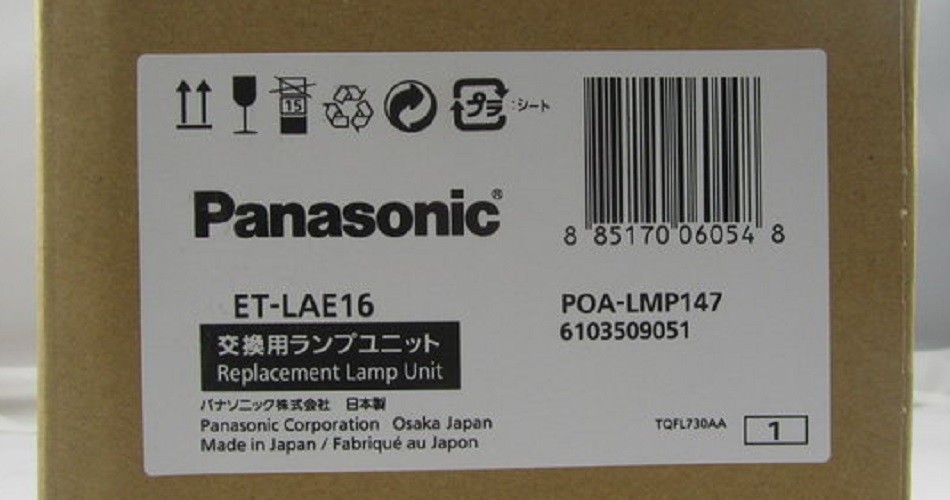 15
プラ :シート
8 85170 06054 8
Panasonic®
ET-LAE16
POA-LMP147
6103509051
交換用ランプユニット
Replacement Lamp Unit
パナソニック株式会社 日本製
Panasonic Corporation Osaka Japan
Made in Japan / Fabriqué au Japon
TQFL730AA 1